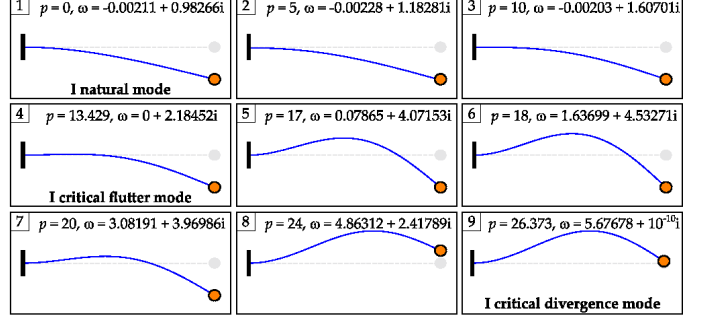 1 p = 0, ω = -0.00211 + 0.98266i
I natural mode
2 p = 5, ω = -0.00228 + 1.18281i
3 p = 10, ω = -0.00203 + 1.60701i
4 p = 13.429, ω = 0 + 2.18452i
I critical flutter mode
5 p = 17, ω = 0.07865 + 4.07153i
6 p = 18, ω = 1.63699 + 4.53271i
7 p = 20, ω = 3.08191 + 3.96986i
8 p = 24, ω = 4.86312 + 2.41789i
9 p = 26.373, ω = 5.67678 + 10⁻¹⁰i
I critical divergence mode